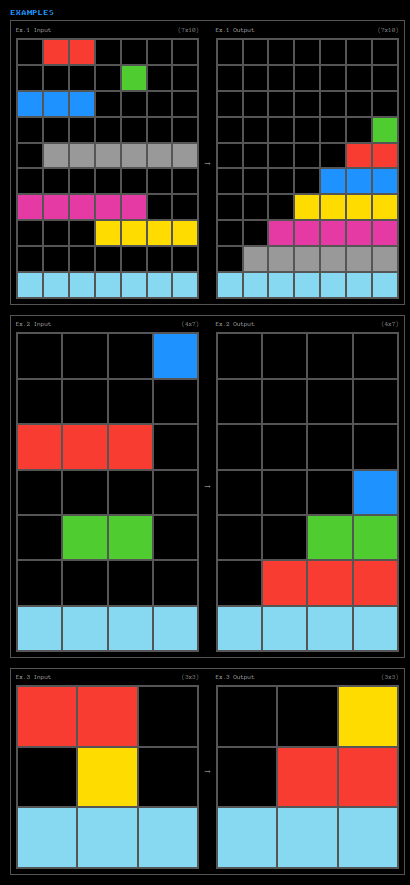 EXAMPLES
Ex.1 Input (7x10) Ex.1 Output (7x10)
→
Ex.2 Input (4x7) Ex.2 Output (4x7)
→
Ex.3 Input (3x3) Ex.3 Output (3x3)
→